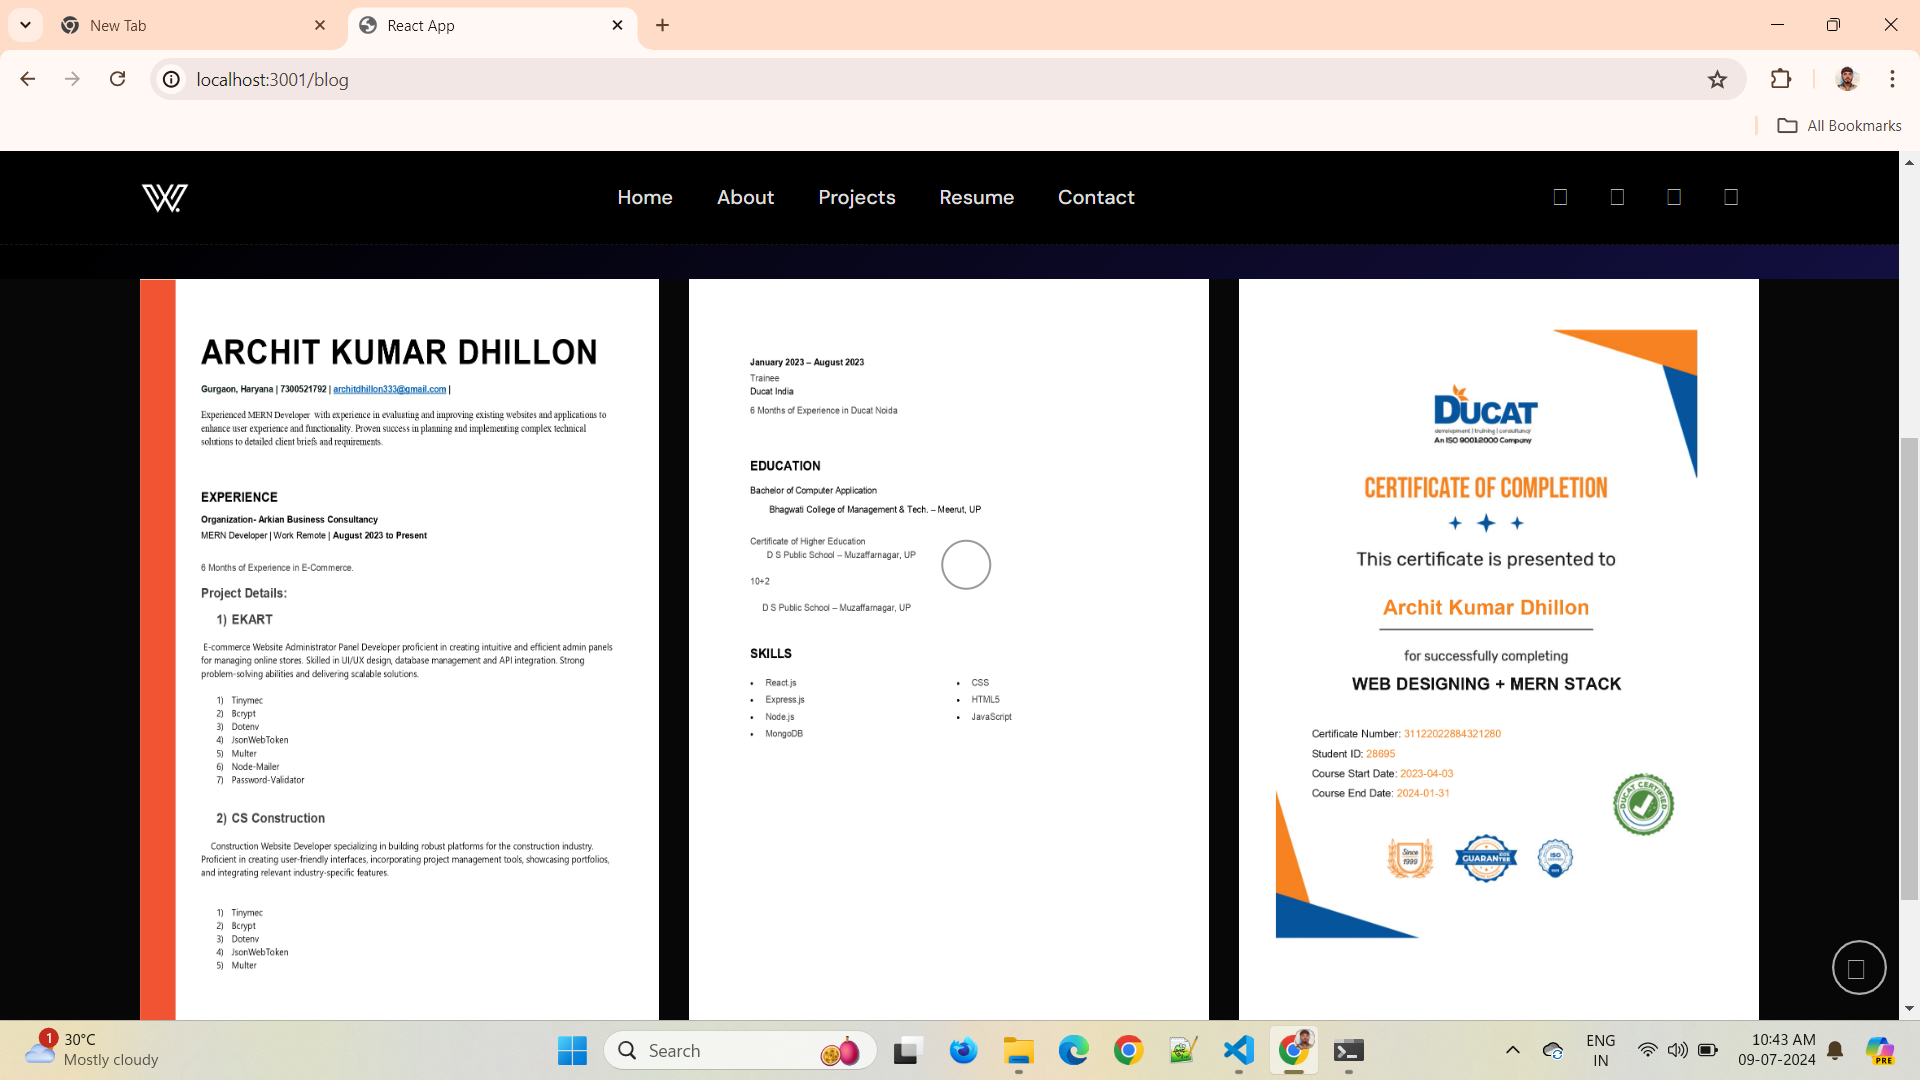 New Tab
React App
localhost:3001/blog
All Bookmarks
W.
Home
About
Projects
Resume
Contact
ARCHIT KUMAR DHILLON
Gurgaon, Haryana | 7300521792 | architdhillon333@gmail.com |
Experienced MERN Developer with experience in evaluating and improving existing websites and applications to
enhance user experience and functionality. Proven success in planning and implementing complex technical
solutions to detailed client briefs and requirements.
EXPERIENCE
Organization- Arkian Business Consultancy
MERN Developer | Work Remote | August 2023 to Present
6 Months of Experience in E-Commerce.
Project Details:
1) EKART
E-commerce Website Administrator Panel Developer proficient in creating intuitive and efficient admin panels
for managing online stores. Skilled in UI/UX design, database management and API integration. Strong
problem-solving abilities and delivering scalable solutions.
1) Tinymec
2) Bcrypt
3) Dotenv
4) JsonWebToken
5) Multer
6) Node-Mailer
7) Password-Validator
2) CS Construction
Construction Website Developer specializing in building robust platforms for the construction industry.
Proficient in creating user-friendly interfaces, incorporating project management tools, showcasing portfolios,
and integrating relevant industry-specific features.
1) Tinymec
2) Bcrypt
3) Dotenv
4) JsonWebToken
5) Multer
January 2023 – August 2023
Trainee
Ducat India
6 Months of Experience in Ducat Noida
EDUCATION
Bachelor of Computer Application
Bhagwati College of Management & Tech. – Meerut, UP
Certificate of Higher Education
D S Public School – Muzaffarnagar, UP
10+2
D S Public School – Muzaffarnagar, UP
SKILLS
• React.js
• Express.js
• Node.js
• MongoDB
• CSS
• HTML5
• JavaScript
DUCAT
development | training | consultancy
An ISO 9001:2000 Company
CERTIFICATE OF COMPLETION
This certificate is presented to
Archit Kumar Dhillon
for successfully completing
WEB DESIGNING + MERN STACK
Certificate Number: 31122022884321280
Student ID: 28695
Course Start Date: 2023-04-03
Course End Date: 2024-01-31
DUCAT CERTIFIED
Since
1999
GUARANTEE
ISO
1
30°C
Mostly cloudy
Search
ENG
IN
10:43 AM
09-07-2024
PRE